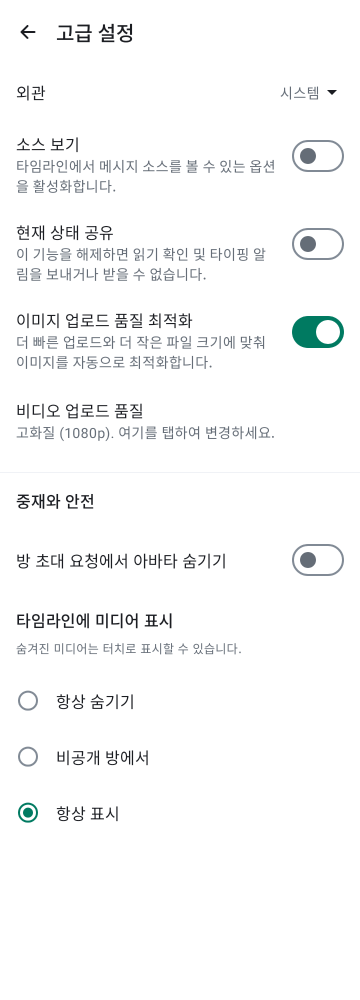 고급 설정
외관
시스템
소스 보기
타임라인에서 메시지 소스를 볼 수 있는 옵션
을 활성화합니다.
현재 상태 공유
이 기능을 해제하면 읽기 확인 및 타이핑 알
림을 보내거나 받을 수 없습니다.
이미지 업로드 품질 최적화
더 빠른 업로드와 더 작은 파일 크기에 맞춰
이미지를 자동으로 최적화합니다.
비디오 업로드 품질
고화질 (1080p). 여기를 탭하여 변경하세요.
중재와 안전
방 초대 요청에서 아바타 숨기기
타임라인에 미디어 표시
숨겨진 미디어는 터치로 표시할 수 있습니다.
항상 숨기기
비공개 방에서
항상 표시